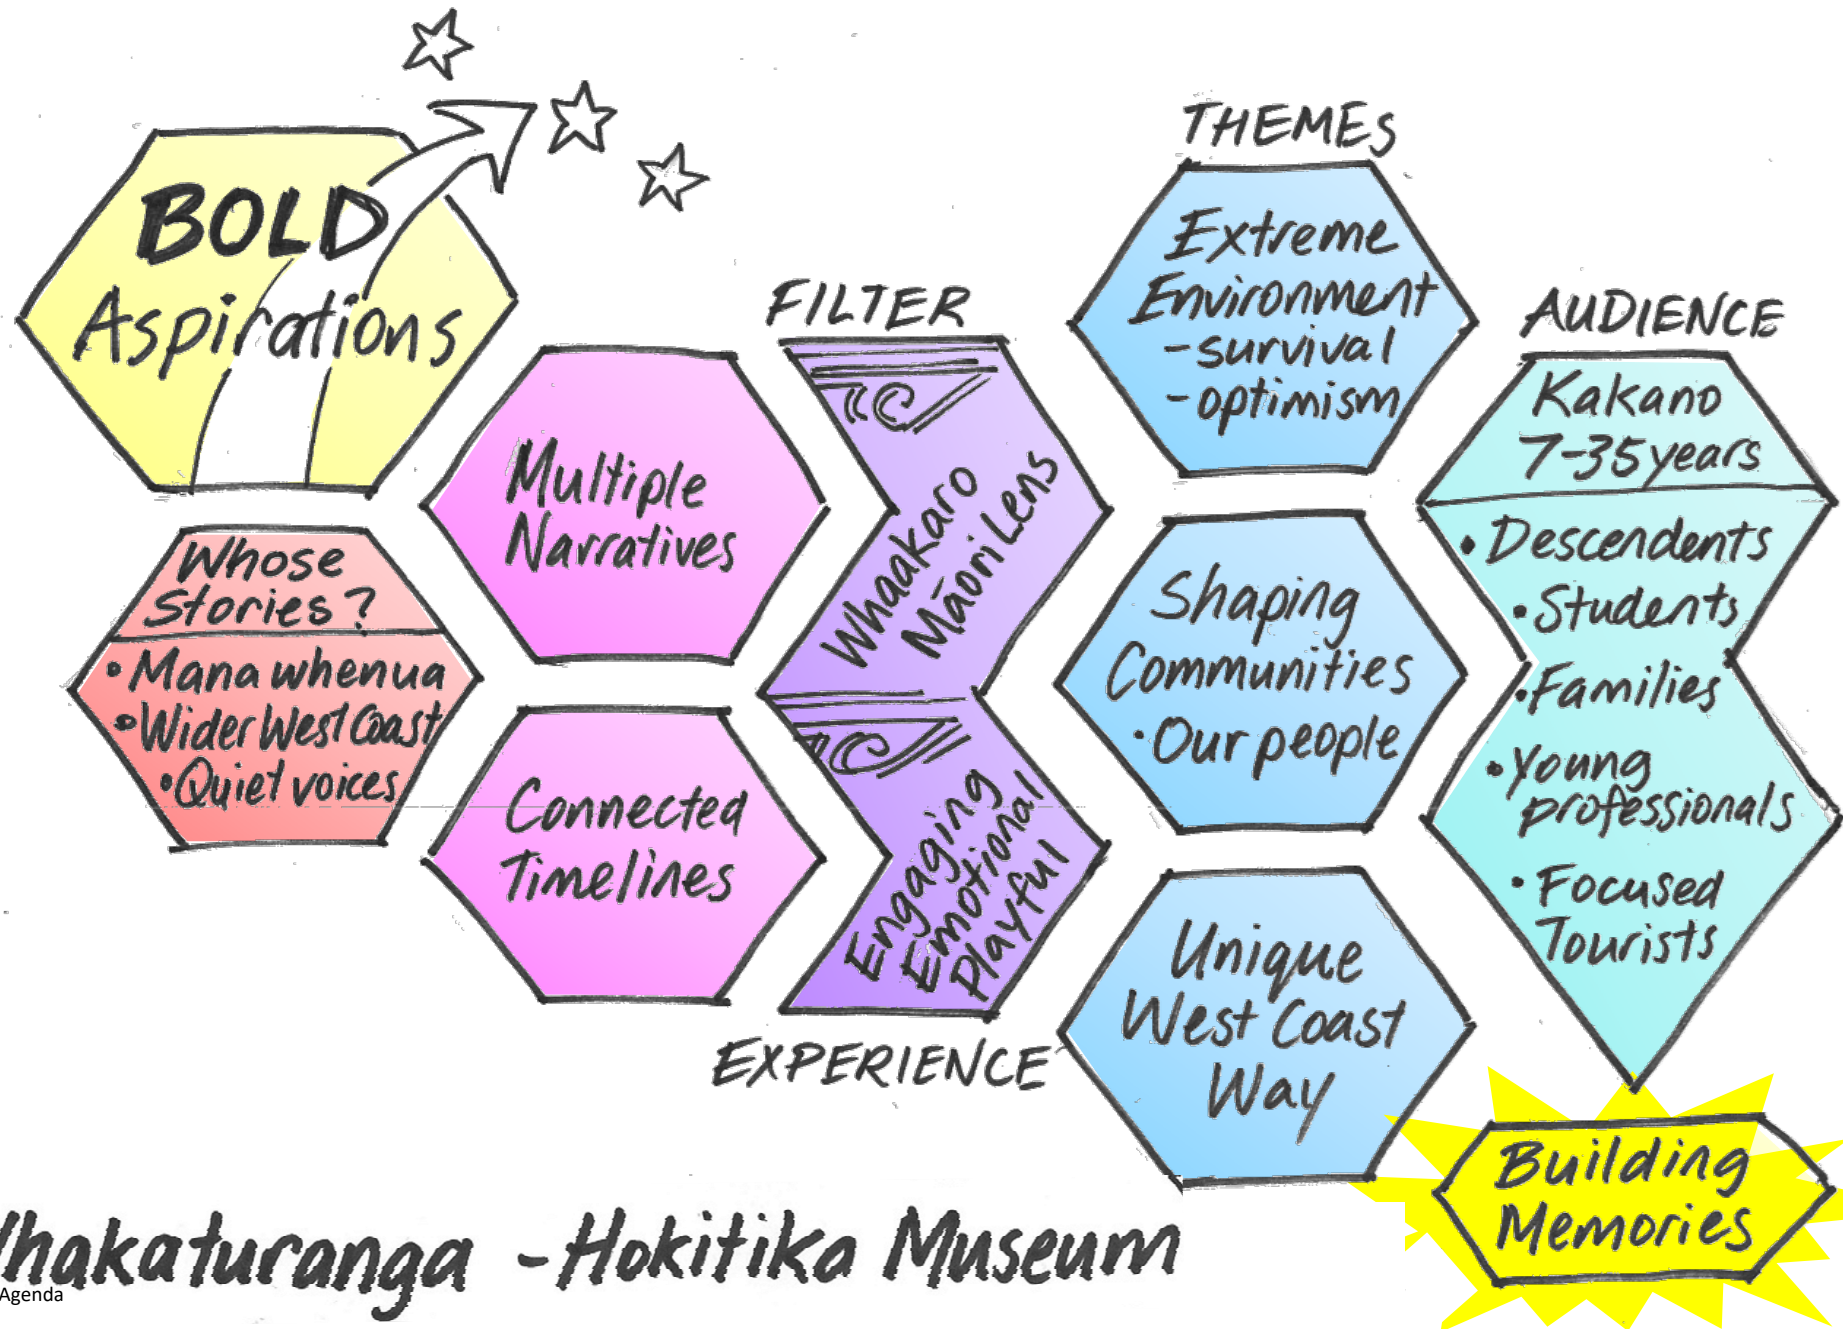 BOLD
Aspirations
Whose
Stories?
• Mana whenua
• Wider West Coast
• Quiet voices
Multiple
Narratives
Connected
Timelines
FILTER
Whaakaro
Māori Lens
Engaging
Emotional
Playful
EXPERIENCE
THEMES
Extreme
Environment
- survival
- optimism
Shaping
Communities
• Our people
Unique
West Coast
Way
AUDIENCE
Kakano
7-35 years
• Descendents
• Students
• Families
• Young
professionals
• Focused
Tourists
Building
Memories
Whakaturanga - Hokitika Museum
Agenda